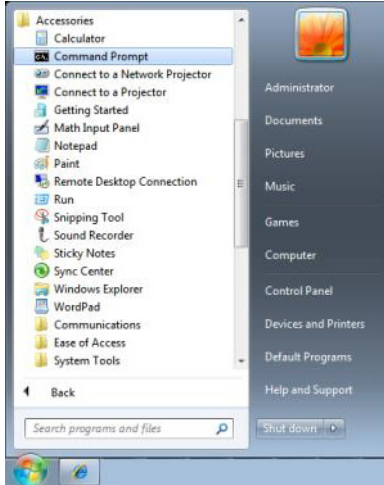 Accessories
Calculator
Command Prompt
Connect to a Network Projector
Connect to a Projector
Getting Started
Math Input Panel
Notepad
Paint
Remote Desktop Connection
Run
Snipping Tool
Sound Recorder
Sticky Notes
Sync Center
Windows Explorer
WordPad
Communications
Ease of Access
System Tools
Back
Search programs and files
Administrator
Documents
Pictures
Music
Games
Computer
Control Panel
Devices and Printers
Default Programs
Help and Support
Shut down